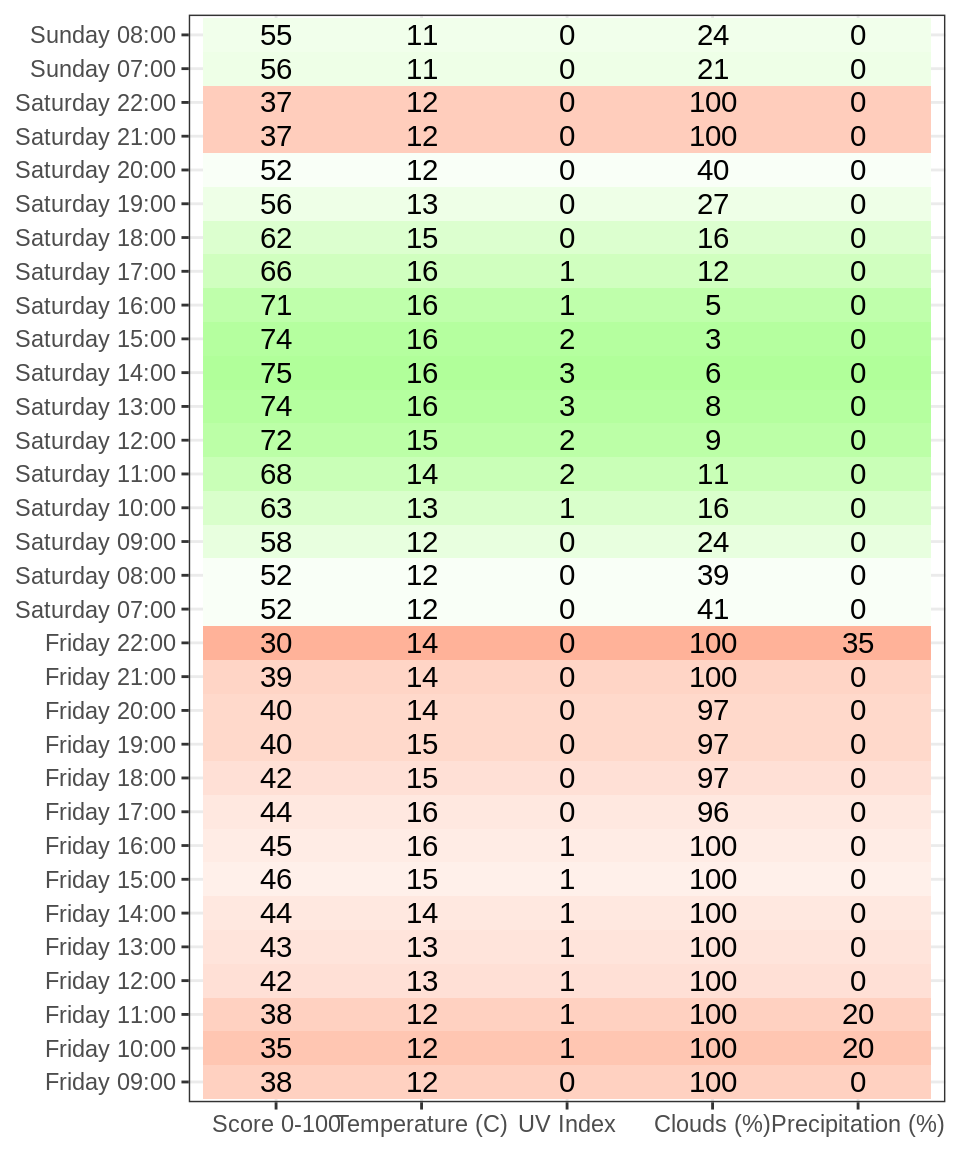 Sunday 08:00 55 11 0 24 0
Sunday 07:00 56 11 0 21 0
Saturday 22:00 37 12 0 100 0
Saturday 21:00 37 12 0 100 0
Saturday 20:00 52 12 0 40 0
Saturday 19:00 56 13 0 27 0
Saturday 18:00 62 15 0 16 0
Saturday 17:00 66 16 1 12 0
Saturday 16:00 71 16 1 5 0
Saturday 15:00 74 16 2 3 0
Saturday 14:00 75 16 3 6 0
Saturday 13:00 74 16 3 8 0
Saturday 12:00 72 15 2 9 0
Saturday 11:00 68 14 2 11 0
Saturday 10:00 63 13 1 16 0
Saturday 09:00 58 12 0 24 0
Saturday 08:00 52 12 0 39 0
Saturday 07:00 52 12 0 41 0
Friday 22:00 30 14 0 100 35
Friday 21:00 39 14 0 100 0
Friday 20:00 40 14 0 97 0
Friday 19:00 40 15 0 97 0
Friday 18:00 42 15 0 97 0
Friday 17:00 44 16 0 96 0
Friday 16:00 45 16 1 100 0
Friday 15:00 46 15 1 100 0
Friday 14:00 44 14 1 100 0
Friday 13:00 43 13 1 100 0
Friday 12:00 42 13 1 100 0
Friday 11:00 38 12 1 100 20
Friday 10:00 35 12 1 100 20
Friday 09:00 38 12 0 100 0
Score 0-100 Temperature (C) UV Index Clouds (%) Precipitation (%)